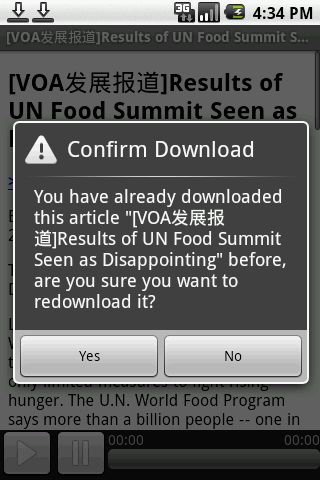 3G
4:34 PM
[VOA发展报道]Results of UN Food Summit S...
[VOA发展报道]Results of
UN Food Summit Seen as
Confirm Download
You have already downloaded
this article "[VOA发展报
道]Results of UN Food Summit
Seen as Disappointing" before,
are you sure you want to
redownload it?
Yes
No
only limited measures to fight rising
hunger. The U.N. World Food Program
says more than a billion people -- one in
00:00
00:00